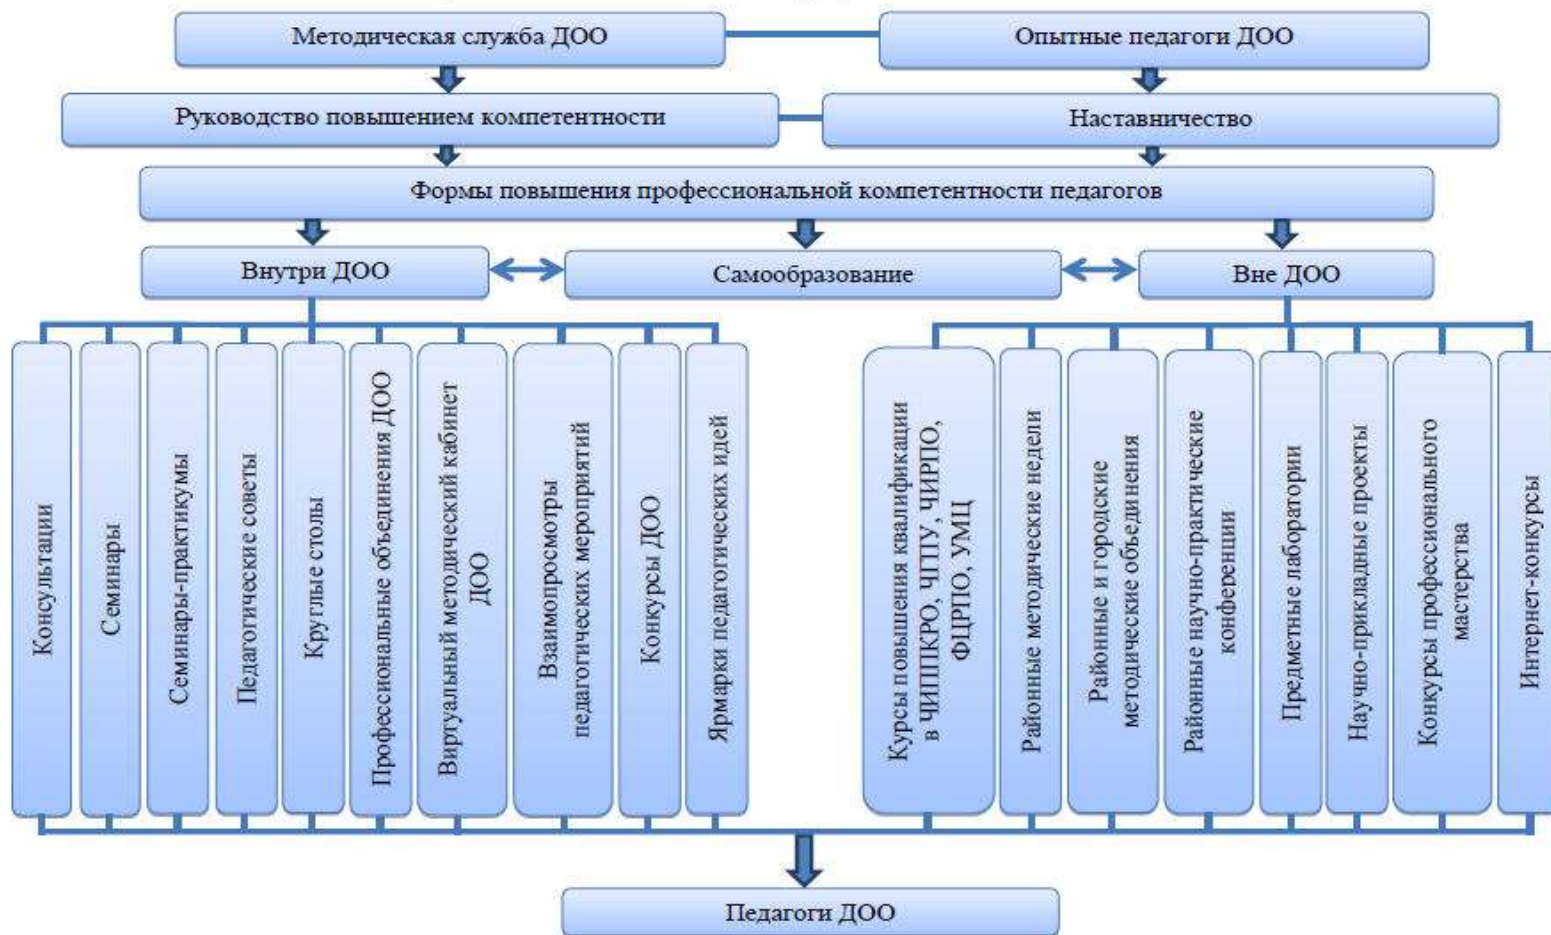 Методическая служба ДОО
Опытные педагоги ДОО
Руководство повышением компетентности
Наставничество
Формы повышения профессиональной компетентности педагогов
Внутри ДОО
Самообразование
Вне ДОО
Консультации
Семинары
Семинары-практикумы
Педагогические советы
Круглые столы
Профессиональные объединения ДОО
Виртуальный методический кабинет
ДОО
Взаимопросмотры
педагогических мероприятий
Конкурсы ДОО
Ярмарки педагогических идей
Курсы повышения квалификации
в ЧИППКРО, ЧГПУ, ЧИРПО,
ФЦРПО, УМЦ
Районные методические недели
Районные и городские
методические объединения
Районные научно-практические
конференции
Предметные лаборатории
Научно-прикладные проекты
Конкурсы профессионального
мастерства
Интернет-конкурсы
Педагоги ДОО